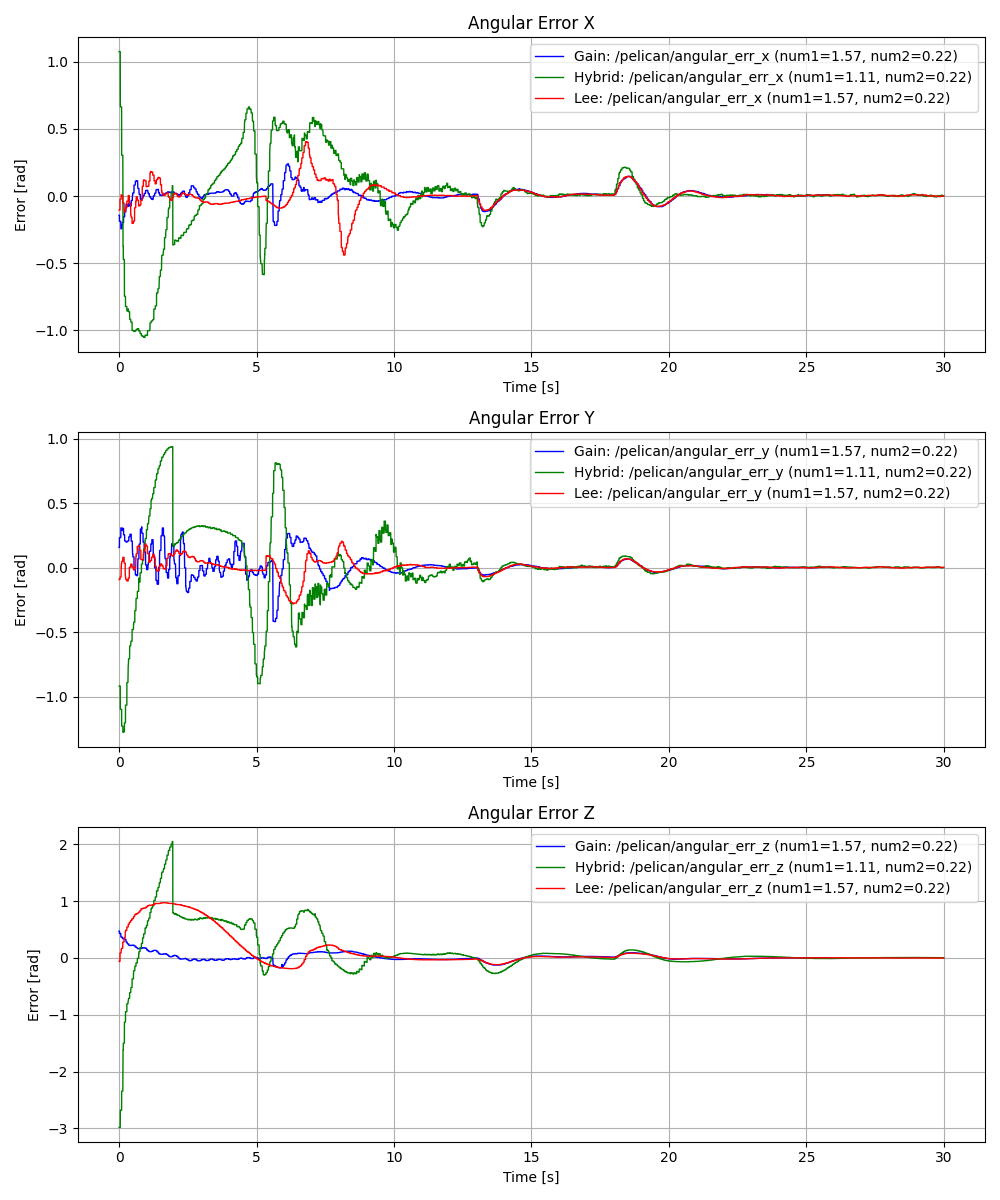 Angular Error X
Gain: /pelican/angular_err_x (num1=1.57, num2=0.22)
Hybrid: /pelican/angular_err_x (num1=1.11, num2=0.22)
Lee: /pelican/angular_err_x (num1=1.57, num2=0.22)
1.0
0.5
0.0
−0.5
−1.0
Error [rad]
0 5 10 15 20 25 30
Time [s]
Angular Error Y
Gain: /pelican/angular_err_y (num1=1.57, num2=0.22)
Hybrid: /pelican/angular_err_y (num1=1.11, num2=0.22)
Lee: /pelican/angular_err_y (num1=1.57, num2=0.22)
1.0
0.5
0.0
−0.5
−1.0
Error [rad]
0 5 10 15 20 25 30
Time [s]
Angular Error Z
Gain: /pelican/angular_err_z (num1=1.57, num2=0.22)
Hybrid: /pelican/angular_err_z (num1=1.11, num2=0.22)
Lee: /pelican/angular_err_z (num1=1.57, num2=0.22)
2
1
0
−1
−2
−3
Error [rad]
0 5 10 15 20 25 30
Time [s]